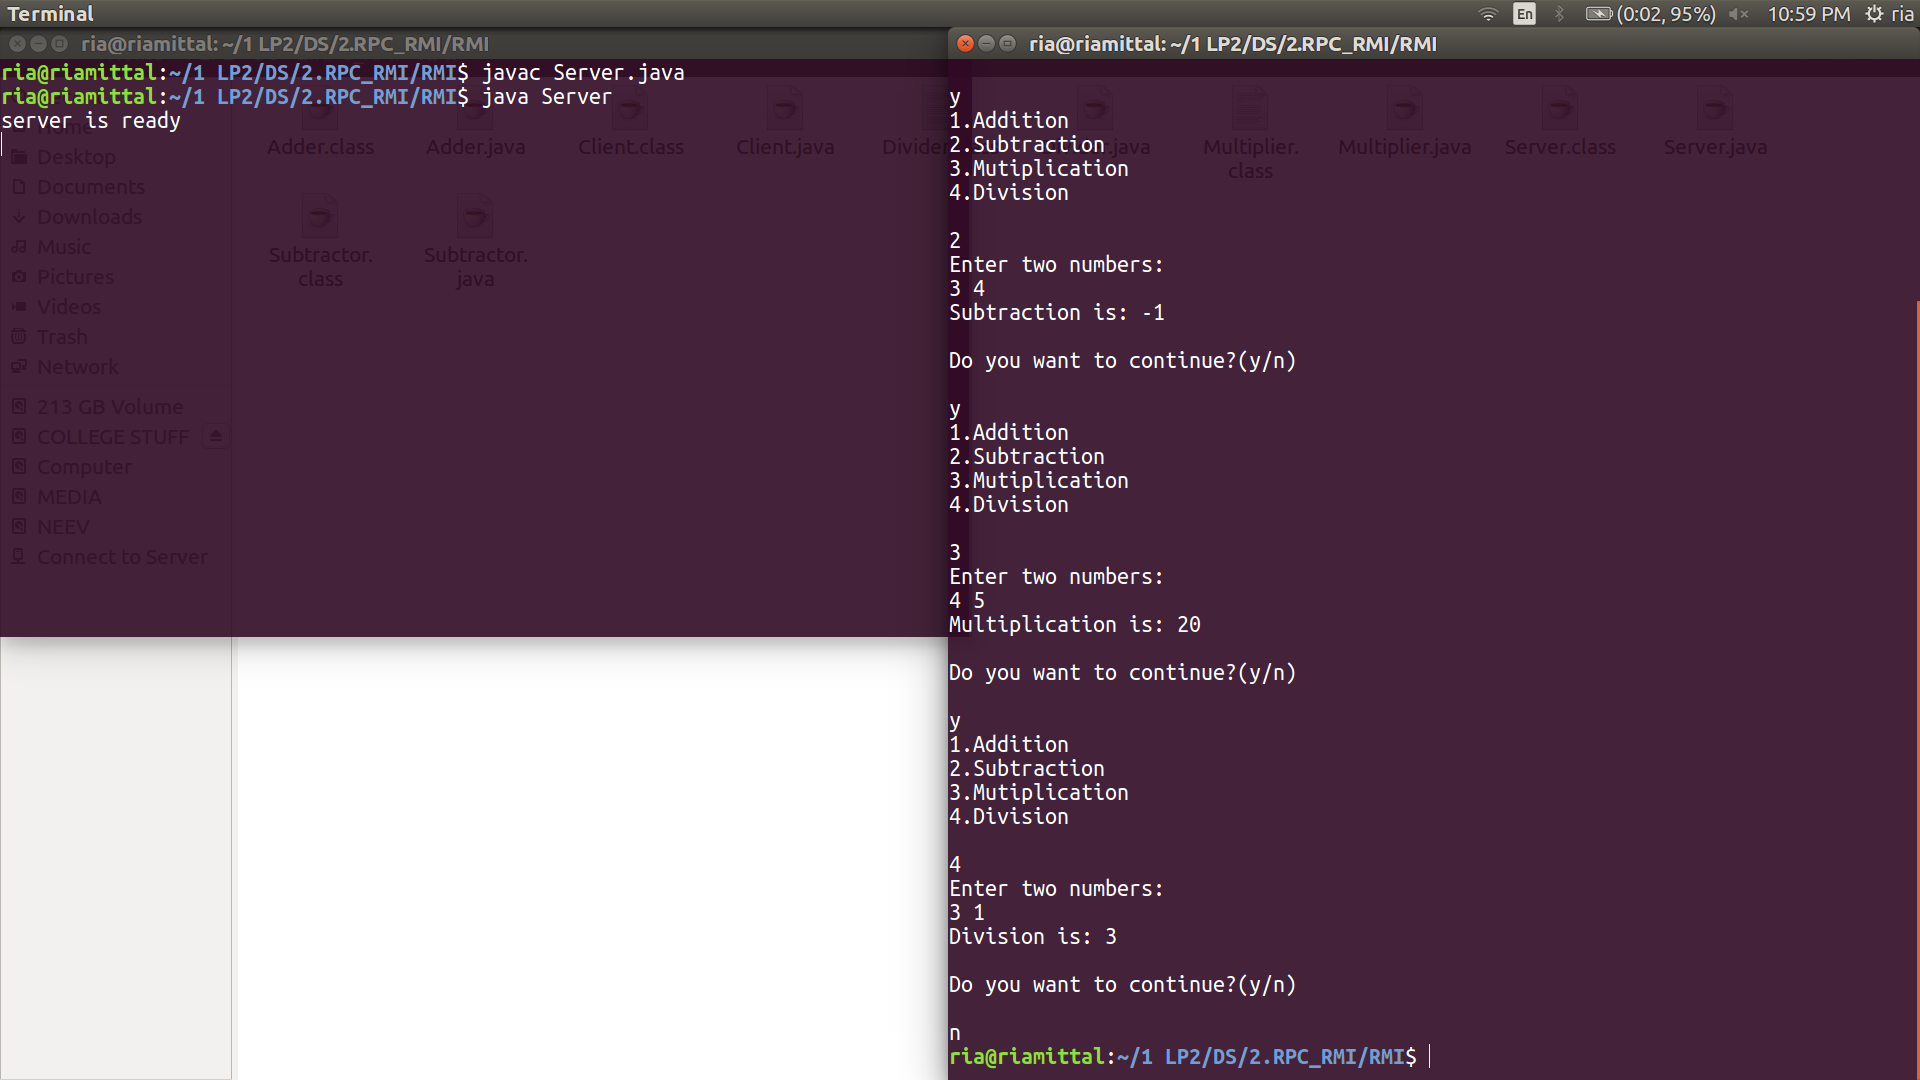 Terminal
En
(0:02, 95%)
10:59 PM
ria
ria@riamittal: ~/1 LP2/DS/2.RPC_RMI/RMI
ria@riamittal:~/1 LP2/DS/2.RPC_RMI/RMI$ javac Server.java
ria@riamittal:~/1 LP2/DS/2.RPC_RMI/RMI$ java Server
server is ready
Home
Desktop
Documents
Downloads
Music
Pictures
Videos
Trash
Network
213 GB Volume
COLLEGE STUFF
Computer
MEDIA
NEEV
Connect to Server
Adder.class
Adder.java
Client.class
Client.java
Multiplier.
class
Multiplier.java
Server.class
Server.java
Subtractor.
class
Subtractor.
java
ria@riamittal: ~/1 LP2/DS/2.RPC_RMI/RMI
y
1.Addition
2.Subtraction
3.Mutiplication
4.Division
2
Enter two numbers:
3 4
Subtraction is: -1
Do you want to continue?(y/n)
y
1.Addition
2.Subtraction
3.Mutiplication
4.Division
3
Enter two numbers:
4 5
Multiplication is: 20
Do you want to continue?(y/n)
y
1.Addition
2.Subtraction
3.Mutiplication
4.Division
4
Enter two numbers:
3 1
Division is: 3
Do you want to continue?(y/n)
n
ria@riamittal:~/1 LP2/DS/2.RPC_RMI/RMI$